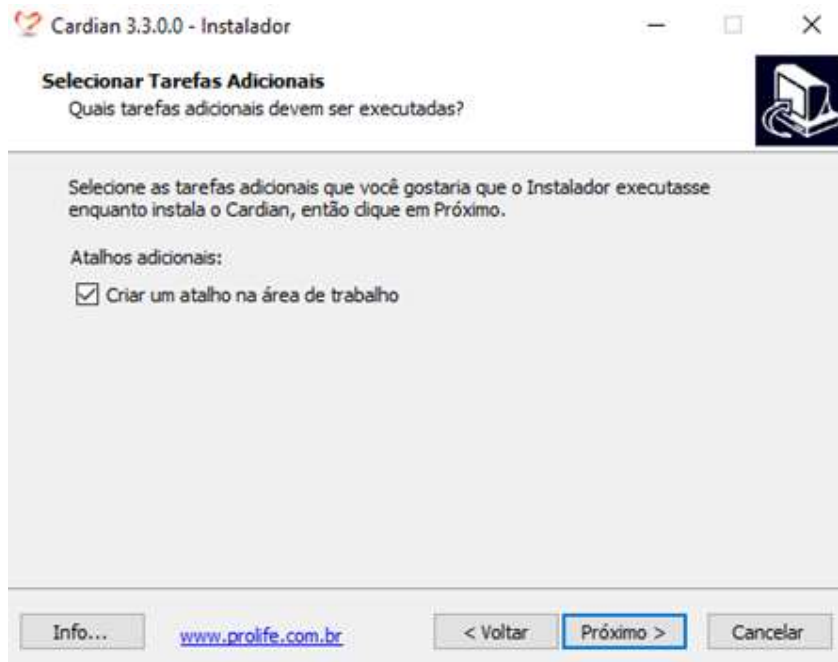 Cardian 3.3.0.0 - Instalador
Selecionar Tarefas Adicionais
Quais tarefas adicionais devem ser executadas?
Selecione as tarefas adicionais que você gostaria que o Instalador executasse
enquanto instala o Cardian, então clique em Próximo.
Atalhos adicionais:
Criar um atalho na área de trabalho
Info... www.prolife.com.br < Voltar Próximo > Cancelar